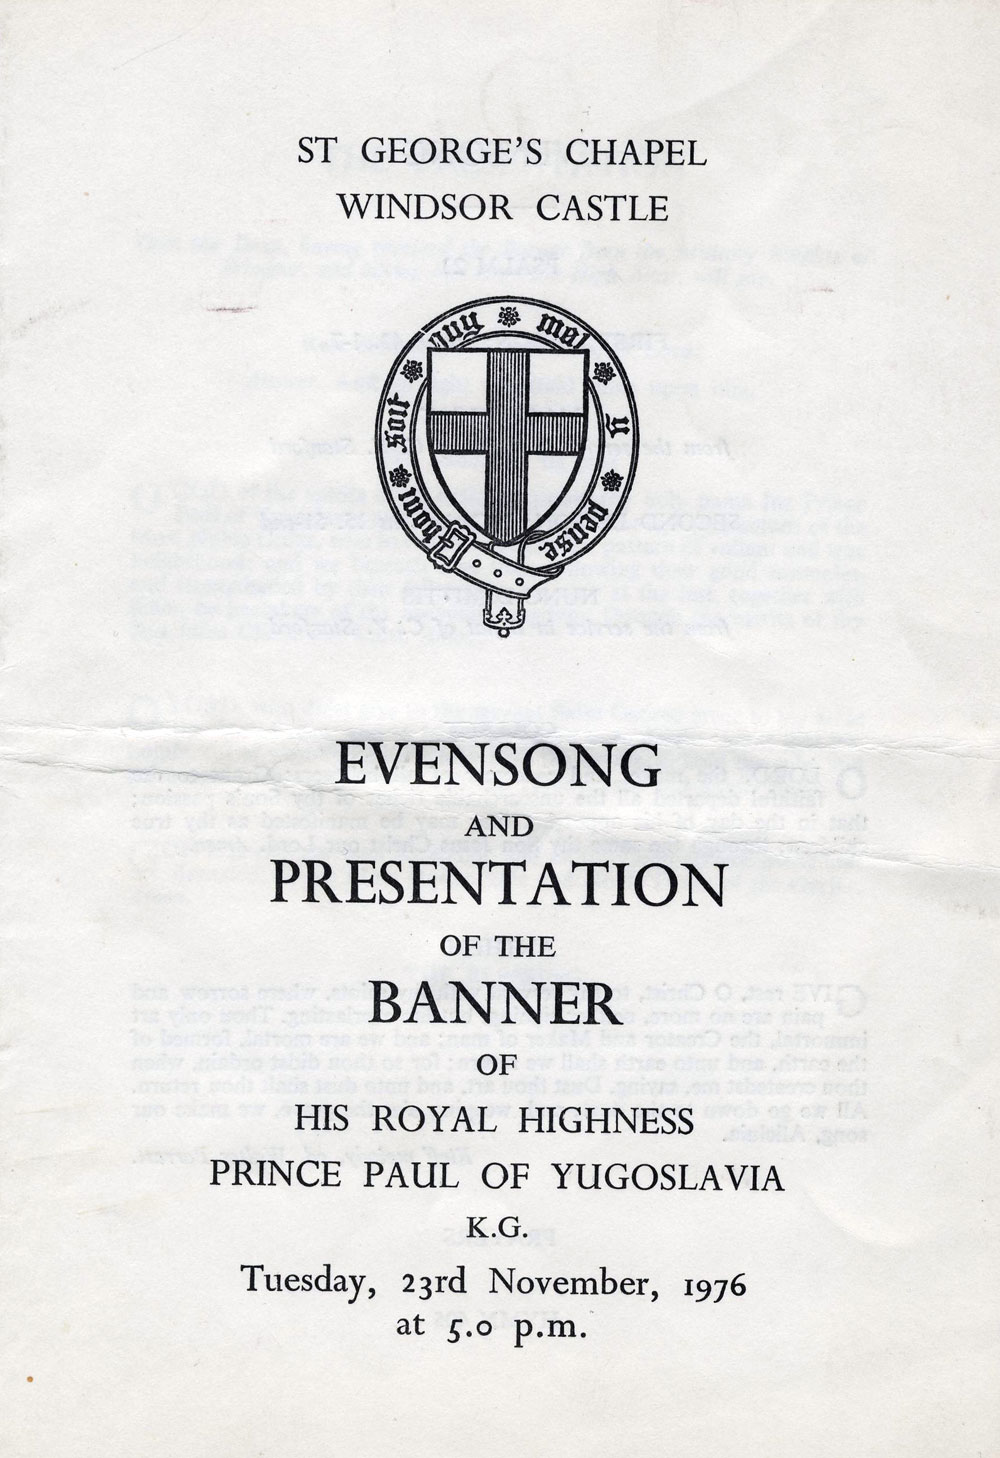 ST GEORGE'S CHAPEL
WINDSOR CASTLE
honi soit quy mal y pense
EVENSONG
AND
PRESENTATION
OF THE
BANNER
OF
HIS ROYAL HIGHNESS
PRINCE PAUL OF YUGOSLAVIA
K.G.
Tuesday, 23rd November, 1976
at 5.0 p.m.